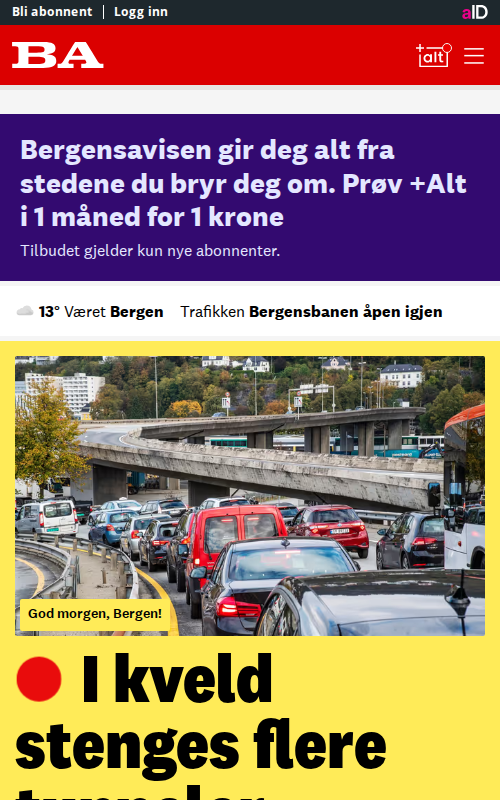 Bli abonnent | Logg inn
aID
BA
+alt
Bergensavisen gir deg alt fra
stedene du bryr deg om. Prøv +Alt
i 1 måned for 1 krone
Tilbudet gjelder kun nye abonnenter.
13° Været Bergen Trafikken Bergensbanen åpen igjen
God morgen, Bergen!
I kveld
stenges flere
tunneler